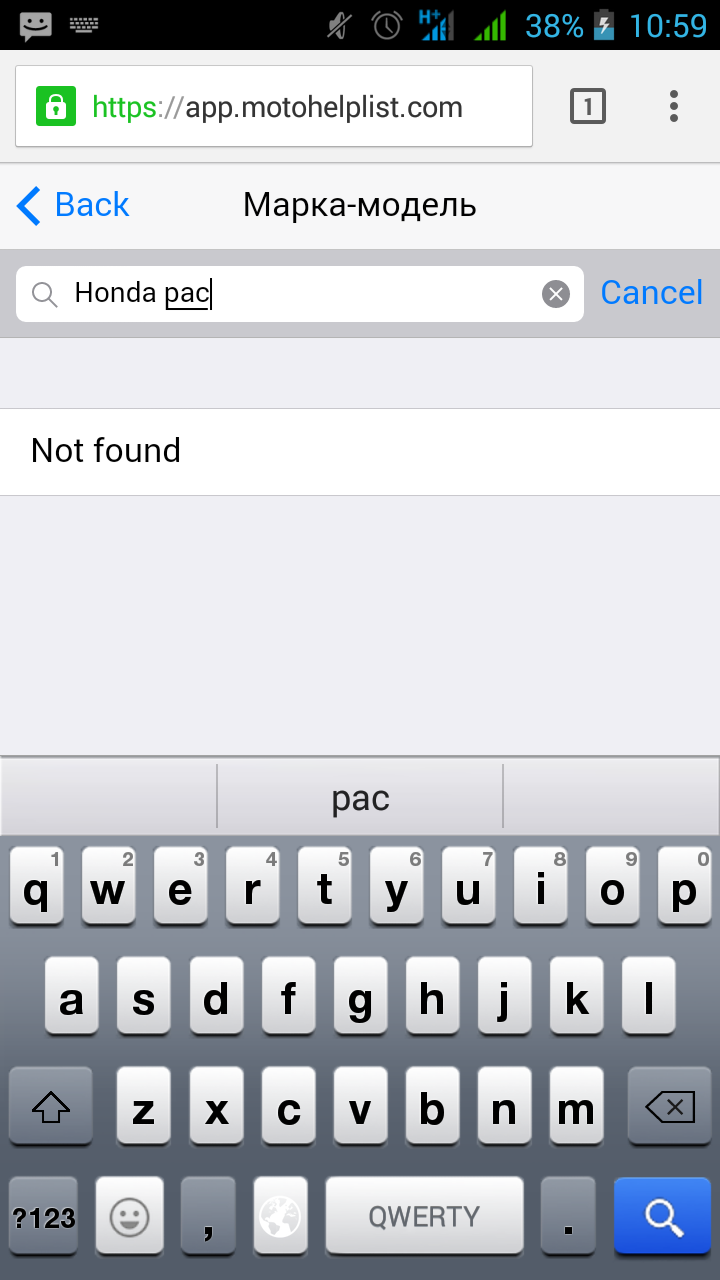 38% 10:59
https://app.motohelplist.com 1
Back Марка-модель
Honda pac Cancel
Not found
pac
1 2 3 4 5 6 7 8 9 0
q w e r t y u i o p
a s d f g h j k l
z x c v b n m
?123 , QWERTY .